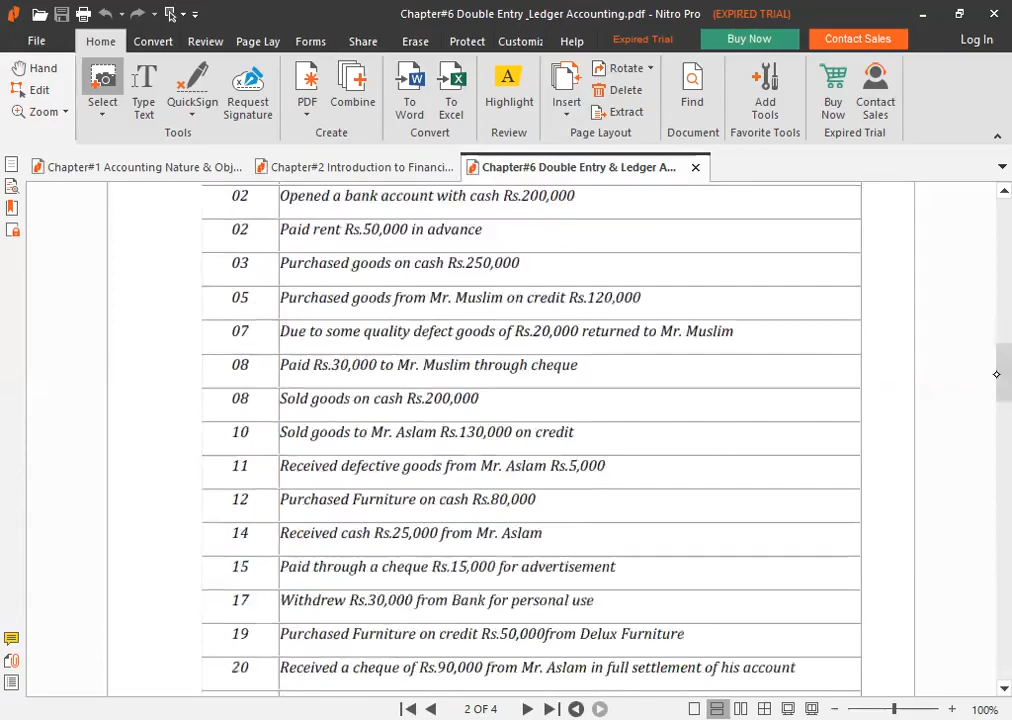 Chapter#6 Double Entry _Ledger Accounting.pdf - Nitro Pro (EXPIRED TRIAL)
File Home Convert Review Page Lay Forms Share Erase Protect Customiz Help Expired Trial Buy Now Contact Sales Log In
Hand
Edit
Zoom
Select
Type Text
QuickSign
Request Signature
Tools
PDF
Combine
Create
To Word
To Excel
Convert
Highlight
Review
Insert
Rotate
Delete
Extract
Page Layout
Find
Document
Add Tools
Favorite Tools
Buy Now
Contact Sales
Expired Trial
Chapter#1 Accounting Nature & Obj... Chapter#2 Introduction to Financi... Chapter#6 Double Entry & Ledger A...
02 Opened a bank account with cash Rs.200,000
02 Paid rent Rs.50,000 in advance
03 Purchased goods on cash Rs.250,000
05 Purchased goods from Mr. Muslim on credit Rs.120,000
07 Due to some quality defect goods of Rs.20,000 returned to Mr. Muslim
08 Paid Rs.30,000 to Mr. Muslim through cheque
08 Sold goods on cash Rs.200,000
10 Sold goods to Mr. Aslam Rs.130,000 on credit
11 Received defective goods from Mr. Aslam Rs.5,000
12 Purchased Furniture on cash Rs.80,000
14 Received cash Rs.25,000 from Mr. Aslam
15 Paid through a cheque Rs.15,000 for advertisement
17 Withdrew Rs.30,000 from Bank for personal use
19 Purchased Furniture on credit Rs.50,000from Delux Furniture
20 Received a cheque of Rs.90,000 from Mr. Aslam in full settlement of his account
2 OF 4 100%